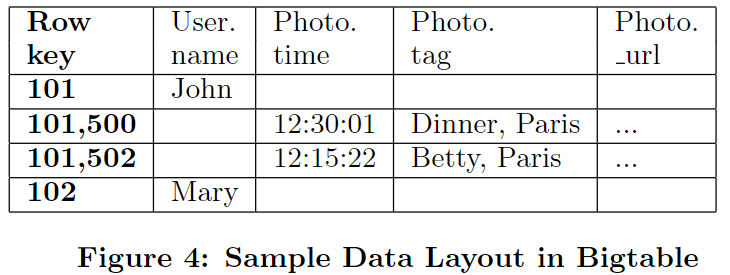 Row User. Photo. Photo. Photo.
key name time tag _url
101 John
101,500 12:30:01 Dinner, Paris ...
101,502 12:15:22 Betty, Paris ...
102 Mary
Figure 4: Sample Data Layout in Bigtable